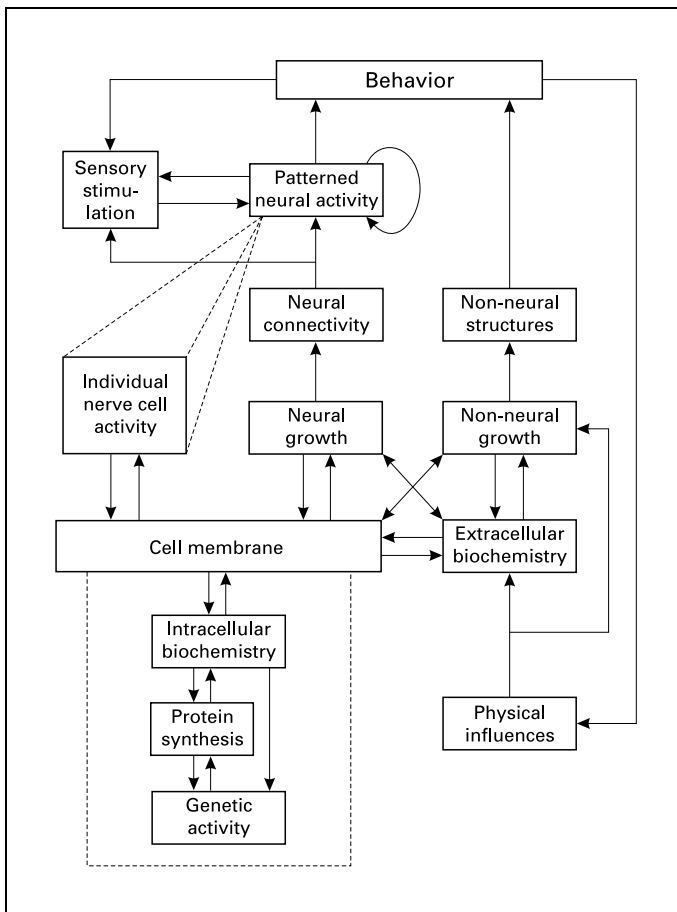 Behavior
Sensory
stimu-
lation
Patterned
neural activity
Neural
connectivity
Non-neural
structures
Individual
nerve cell
activity
Neural
growth
Non-neural
growth
Cell membrane
Extracellular
biochemistry
Intracellular
biochemistry
Protein
synthesis
Physical
influences
Genetic
activity